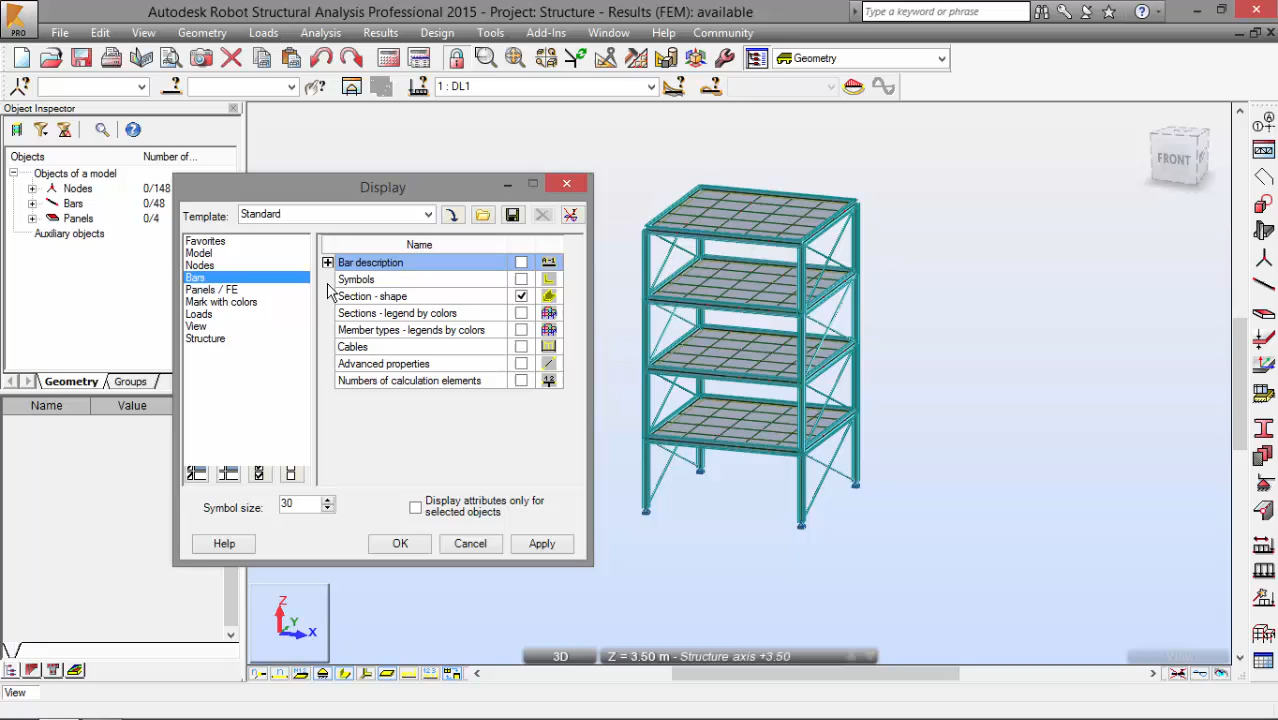 PRO
Autodesk Robot Structural Analysis Professional 2015 - Project: Structure - Results (FEM): available
Type a keyword or phrase
File Edit View Geometry Loads Analysis Results Design Tools Add-Ins Window Help Community
Geometry
1 : DL1
Object Inspector
Objects Number of...
Objects of a model
Nodes 0/148
Bars 0/48
Panels 0/4
Auxiliary objects
Geometry Groups
Name Value
Display
Template: Standard
Favorites
Model
Nodes
Bars
Panels / FE
Mark with colors
Loads
View
Structure
Name
Bar description
Symbols
Section - shape
Sections - legend by colors
Member types - legends by colors
Cables
Advanced properties
Numbers of calculation elements
Symbol size: 30
Display attributes only for
selected objects
Help OK Cancel Apply
FRONT
Z
Y
X
3D Z = 3.50 m - Structure axis +3.50
View